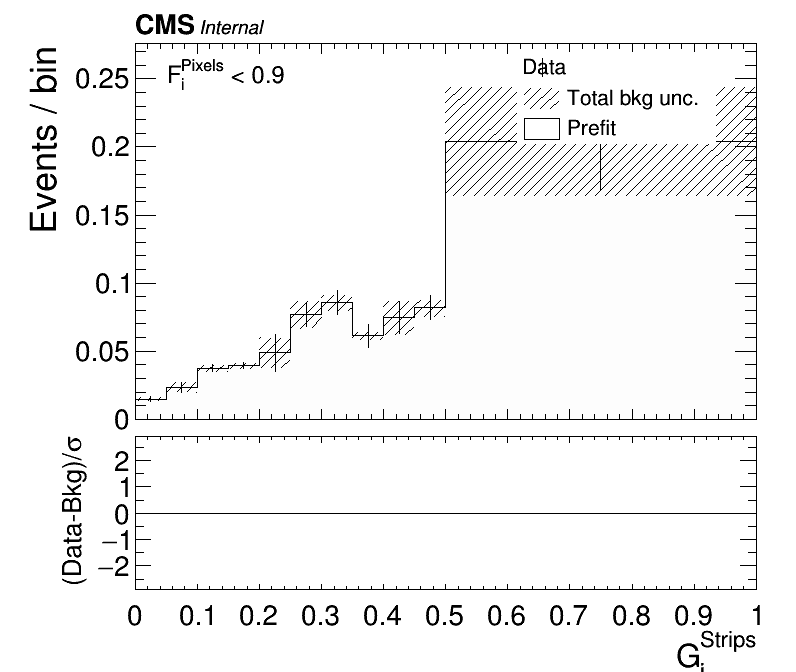 CMS Internal
F_i^Pixels < 0.9
Data
Total bkg unc.
Prefit
Events / bin
0.25
0.2
0.15
0.1
0.05
0
(Data-Bkg)/σ
2
1
0
−1
−2
0 0.1 0.2 0.3 0.4 0.5 0.6 0.7 0.8 0.9 1
G_i^Strips